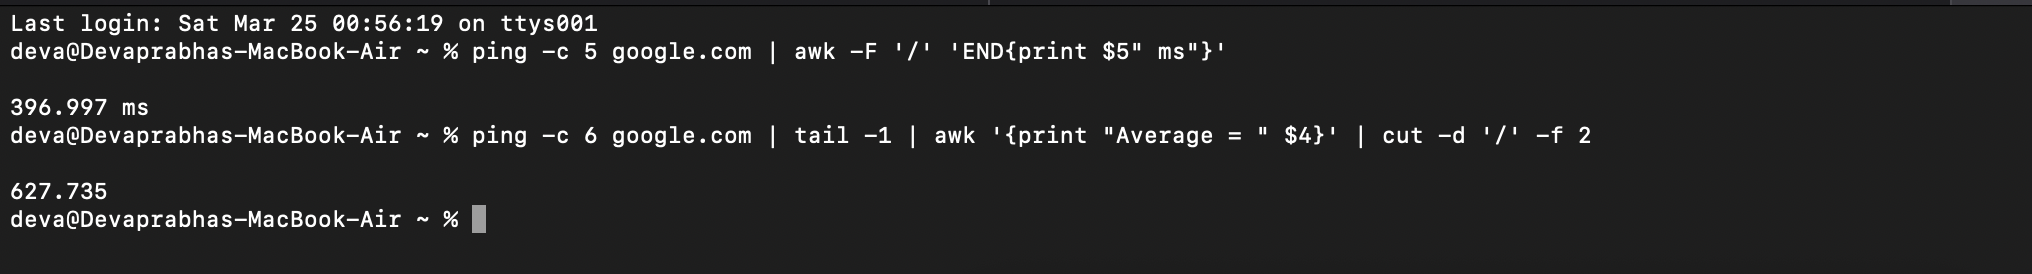 Last login: Sat Mar 25 00:56:19 on ttys001
deva@Devaprabhas-MacBook-Air ~ % ping -c 5 google.com | awk -F '/' 'END{print $5" ms"}'
396.997 ms
deva@Devaprabhas-MacBook-Air ~ % ping -c 6 google.com | tail -1 | awk '{print "Average = " $4}' | cut -d '/' -f 2
627.735
deva@Devaprabhas-MacBook-Air ~ %